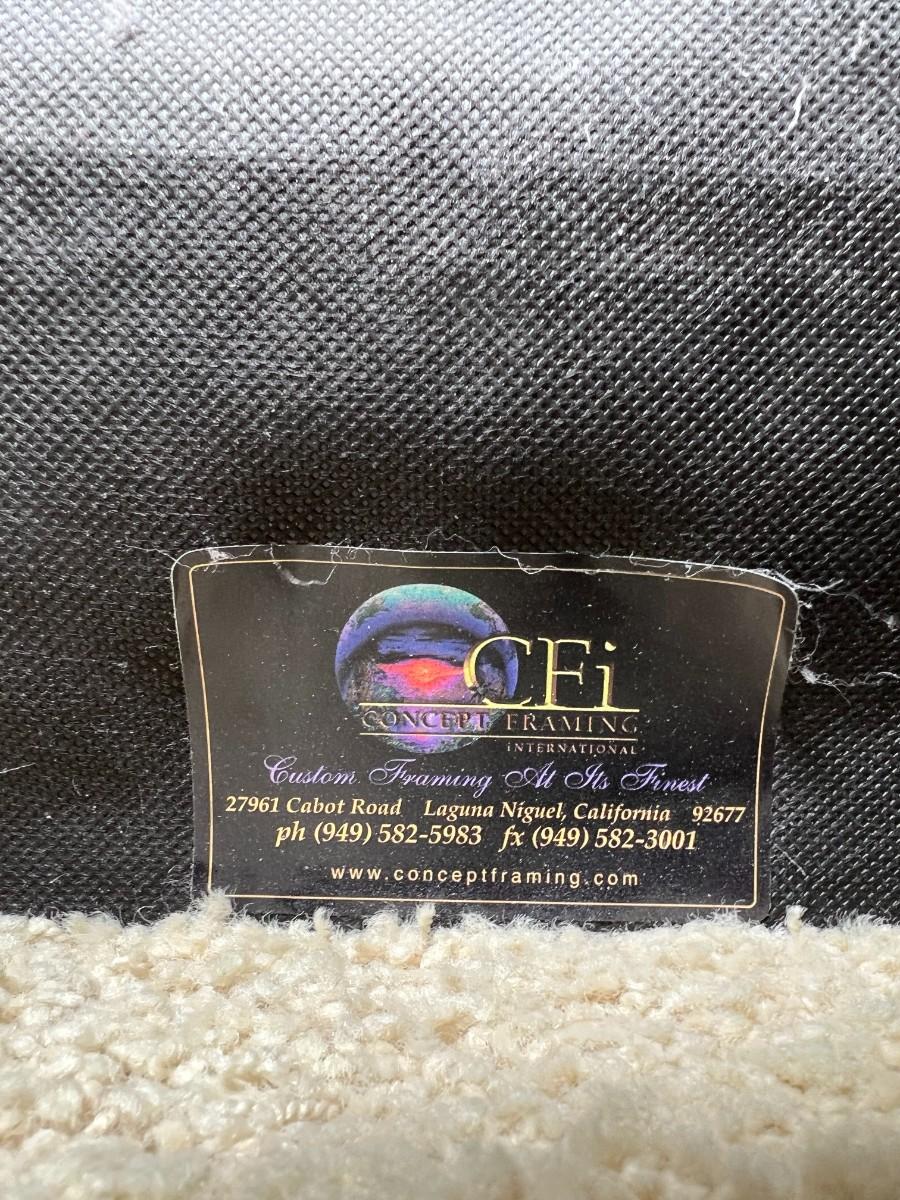 CFi
CONCEPT FRAMING
INTERNATIONAL
Custom Framing At Its Finest
27961 Cabot Road Laguna Niguel, California 92677
ph (949) 582-5983 fx (949) 582-3001
www.conceptframing.com